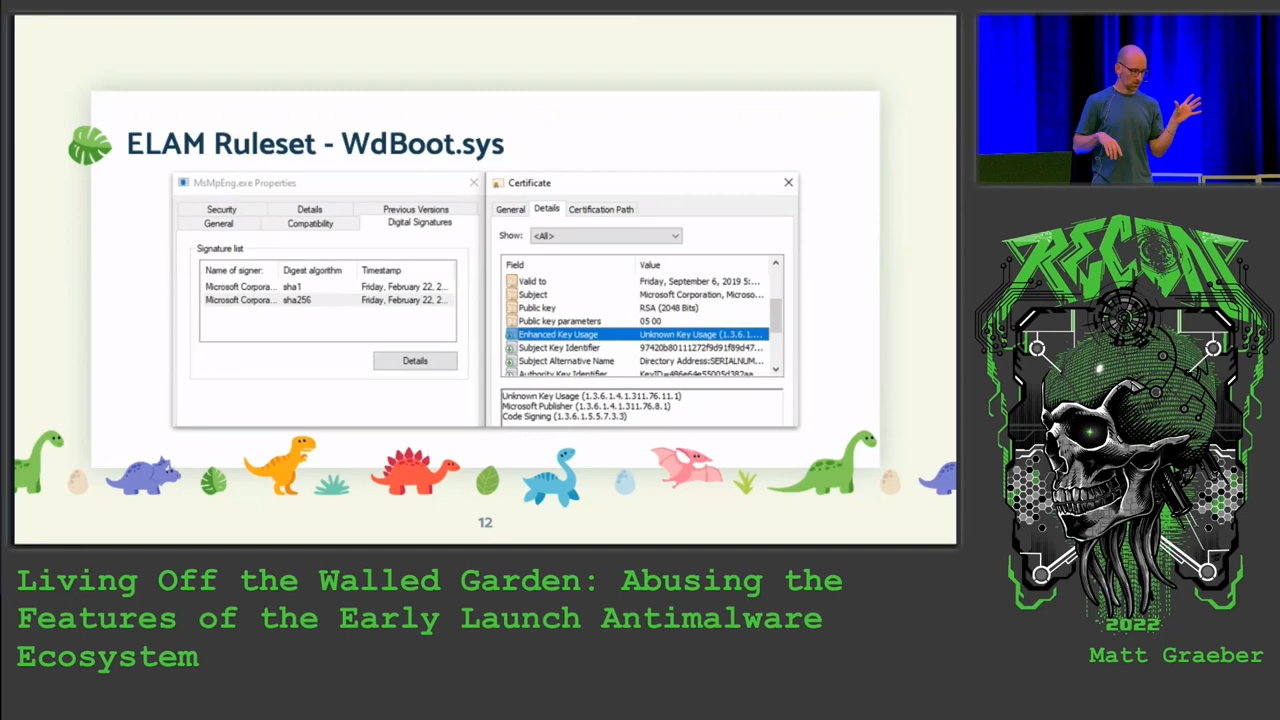 ELAM Ruleset - WdBoot.sys
MsMpEng.exe Properties
Security Details Previous Versions
General Compatibility Digital Signatures
Signature list
Name of signer: Digest algorithm Timestamp
Microsoft Corpora... sha1 Friday, February 22, 2...
Microsoft Corpora... sha256 Friday, February 22, 2...
Details
Certificate
General Details Certification Path
Show: <All>
Field Value
Valid to Friday, September 6, 2019 5:...
Subject Microsoft Corporation, Microso...
Public key RSA (2048 Bits)
Public key parameters 05 00
Enhanced Key Usage Unknown Key Usage (1.3.6.1....
Subject Key Identifier 97420b80111272f9d91f89d47...
Subject Alternative Name Directory Address:SERIALNUM...
Authority Key Identifier
Unknown Key Usage (1.3.6.1.4.1.311.76.11.1)
Microsoft Publisher (1.3.6.1.4.1.311.76.8.1)
Code Signing (1.3.6.1.5.5.7.3.3)
12
RECON
2022
Living Off the Walled Garden: Abusing the
Features of the Early Launch Antimalware
Ecosystem
Matt Graeber